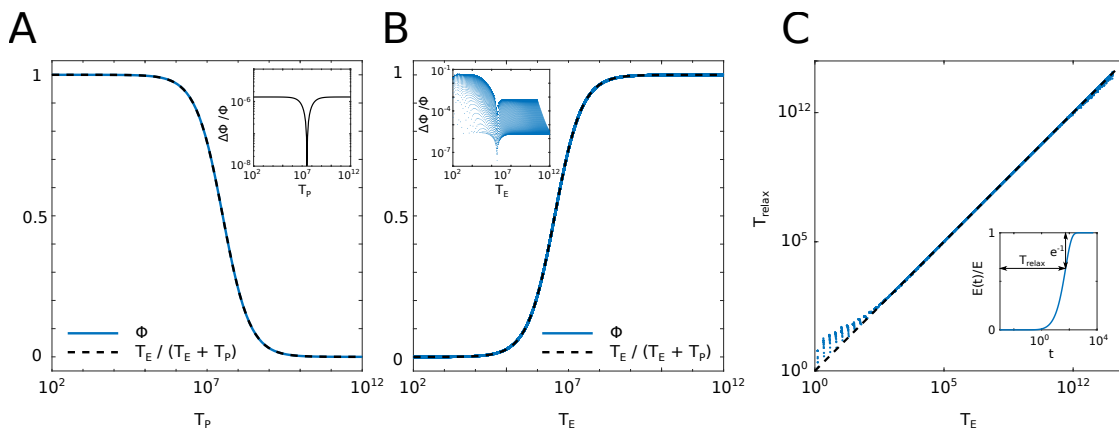 A
B
C
1
0.5
0
10^2
10^7
10^12
T_P
Φ
T_E / (T_E + T_P)
ΔΦ/Φ
10^-6
10^-8
10^2
10^7
10^12
T_P
1
0.5
0
10^2
10^7
10^12
T_E
Φ
T_E / (T_E + T_P)
ΔΦ/Φ
10^-1
10^-4
10^-7
10^2
10^7
10^12
T_E
T_relax
10^12
10^5
10^0
10^0
10^5
10^12
T_E
E(t)/E
1
0
e^-1
T_relax
10^0
10^4
t